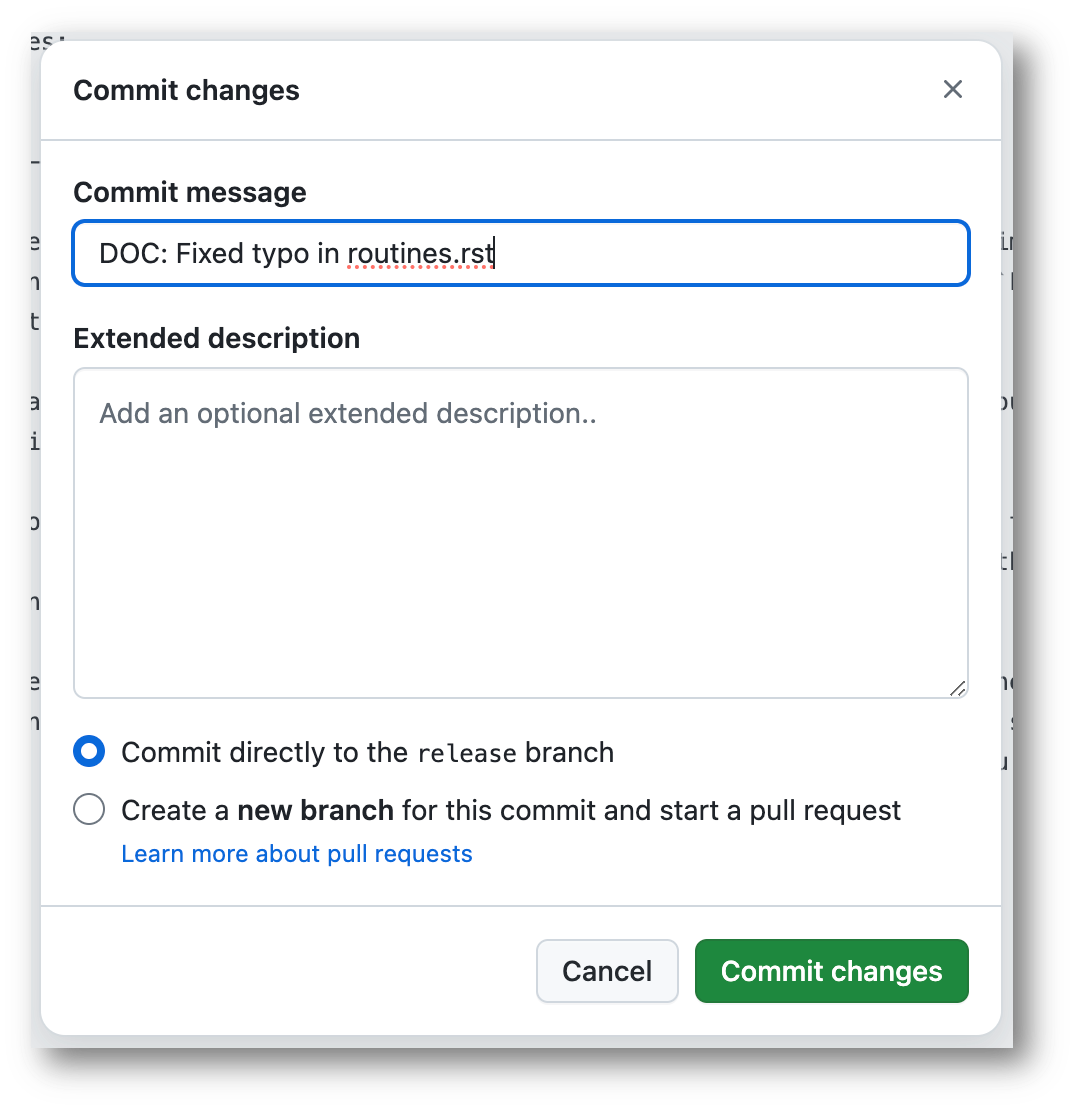 Commit changes
Commit message
DOC: Fixed typo in routines.rst
Extended description
Add an optional extended description..
Commit directly to the release branch
Create a new branch for this commit and start a pull request
Learn more about pull requests
Cancel
Commit changes